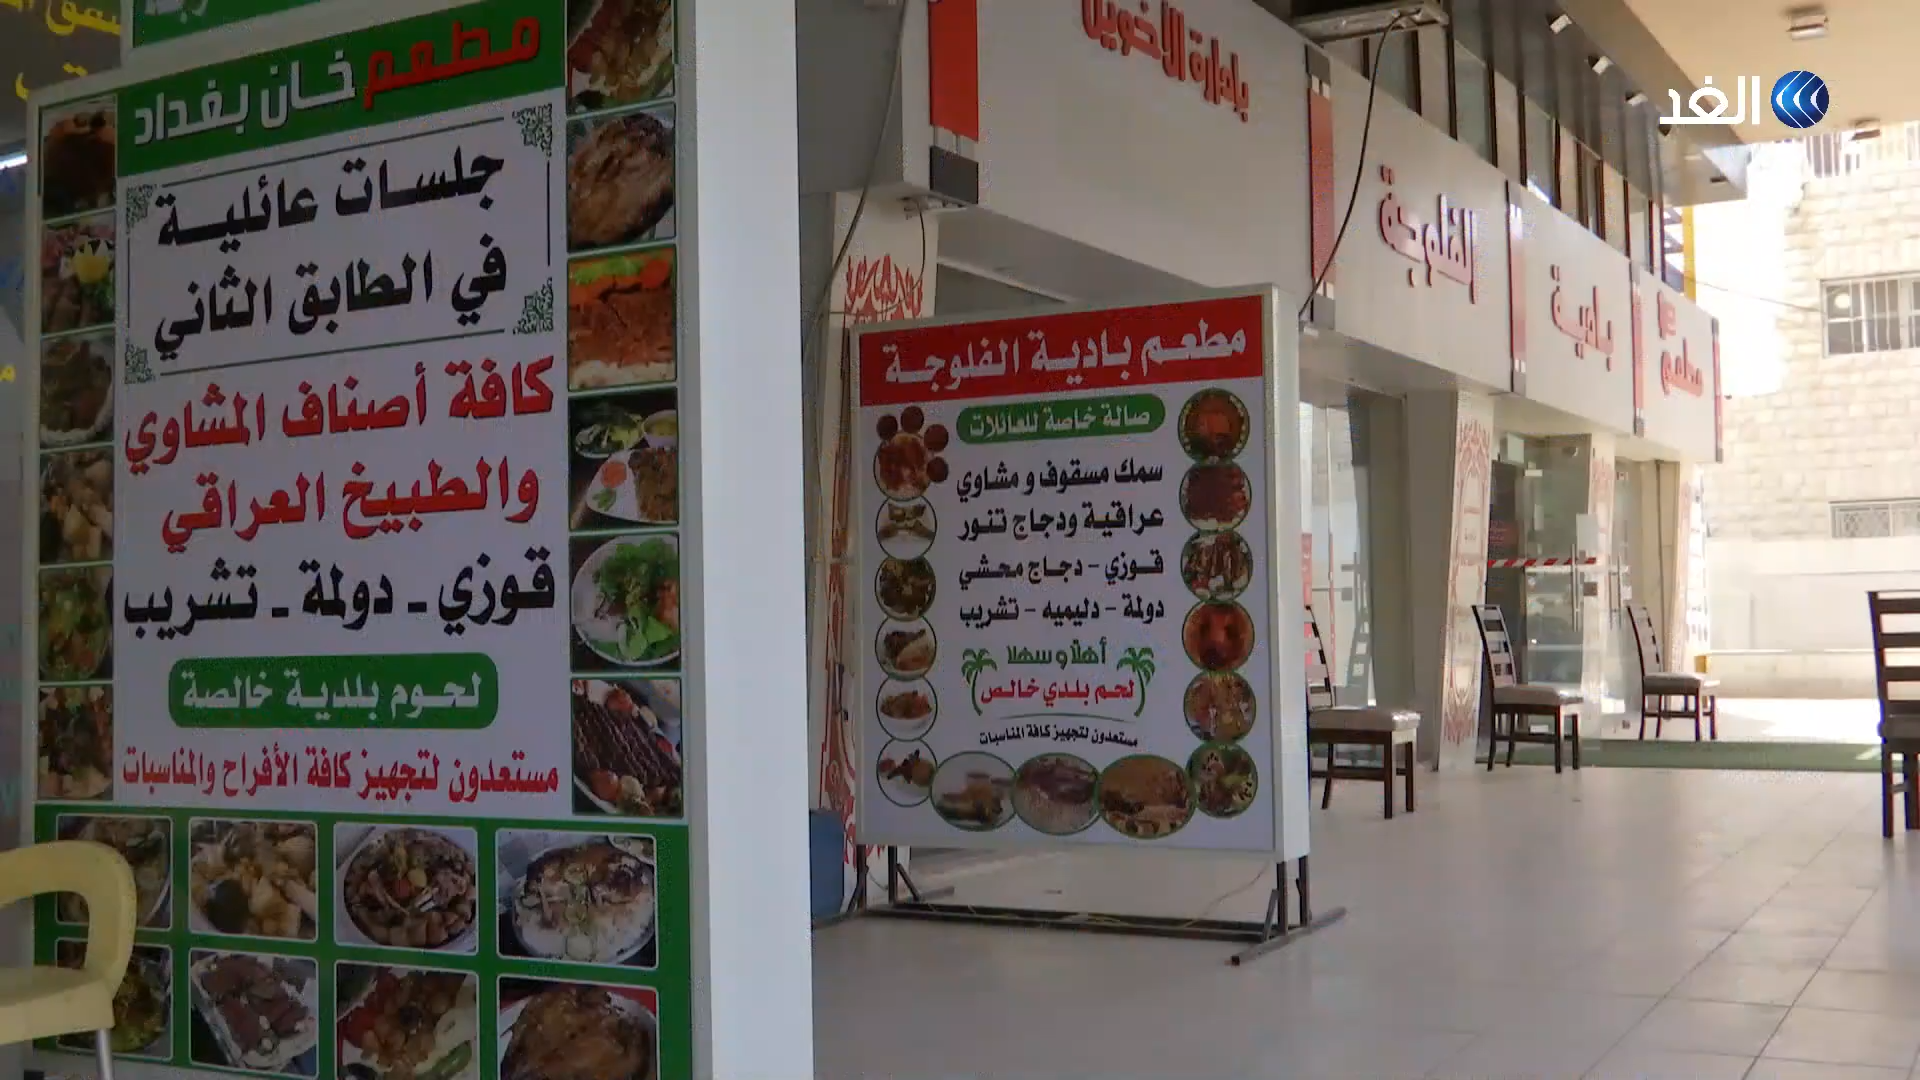 الغد
مطعم خان بغداد
جلسات عائلية
في الطابق الثاني
كافة أصناف المشاوي
والطبيخ العراقي
قوزي - دولمة - تشريب
لحوم بلدية خالصة
مستعدون لتجهيز كافة الأفراح والمناسبات
مطعم بادية الفلوجة
صالة خاصة للعائلات
سمك مسقوف و مشاوي
عراقية ودجاج تنور
قوزي - دجاج محشي
دولمة - دليميه - تشريب
أهلا وسهلا
لحم بلدي خالص
مستعدون لتجهيز كافة المناسبات
مطعم بادية الفلوجة
بادارة الأخوين